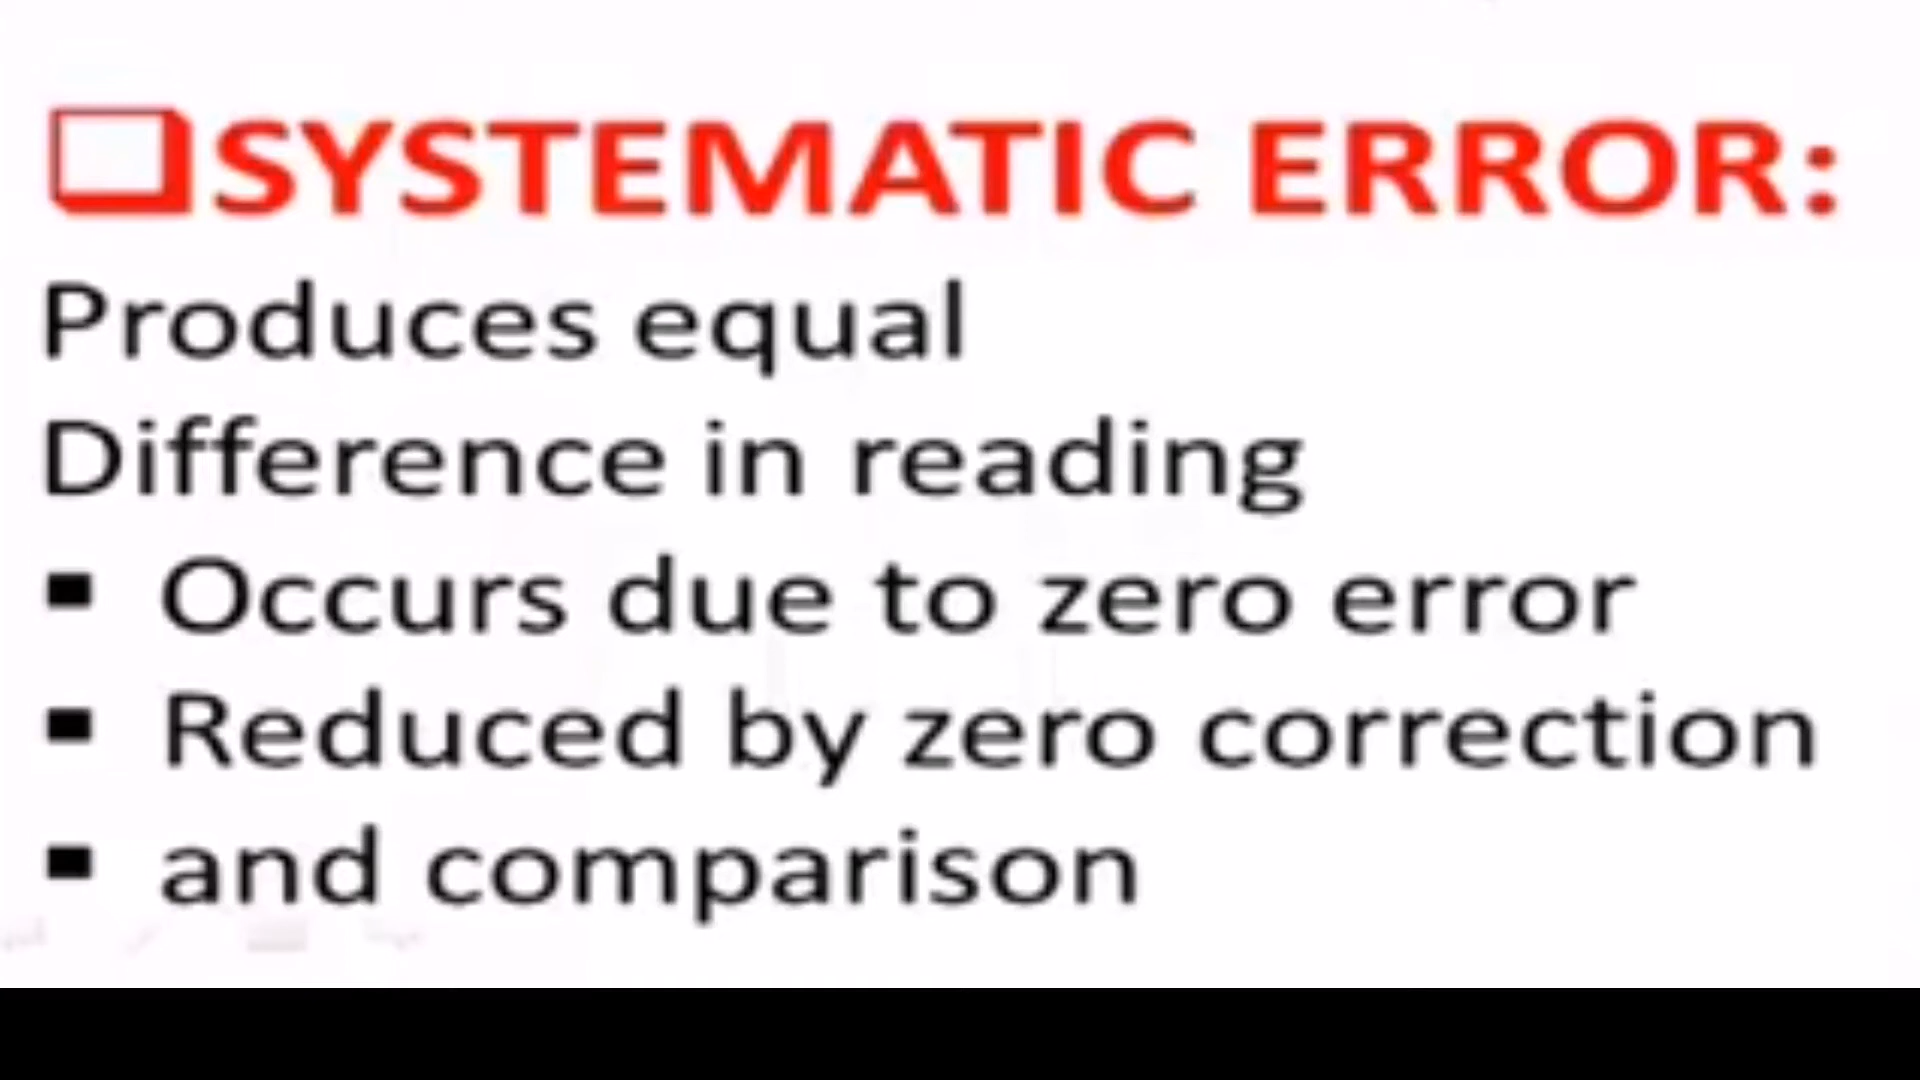 ❑SYSTEMATIC ERROR:
Produces equal
Difference in reading
▪ Occurs due to zero error
▪ Reduced by zero correction
▪ and comparison